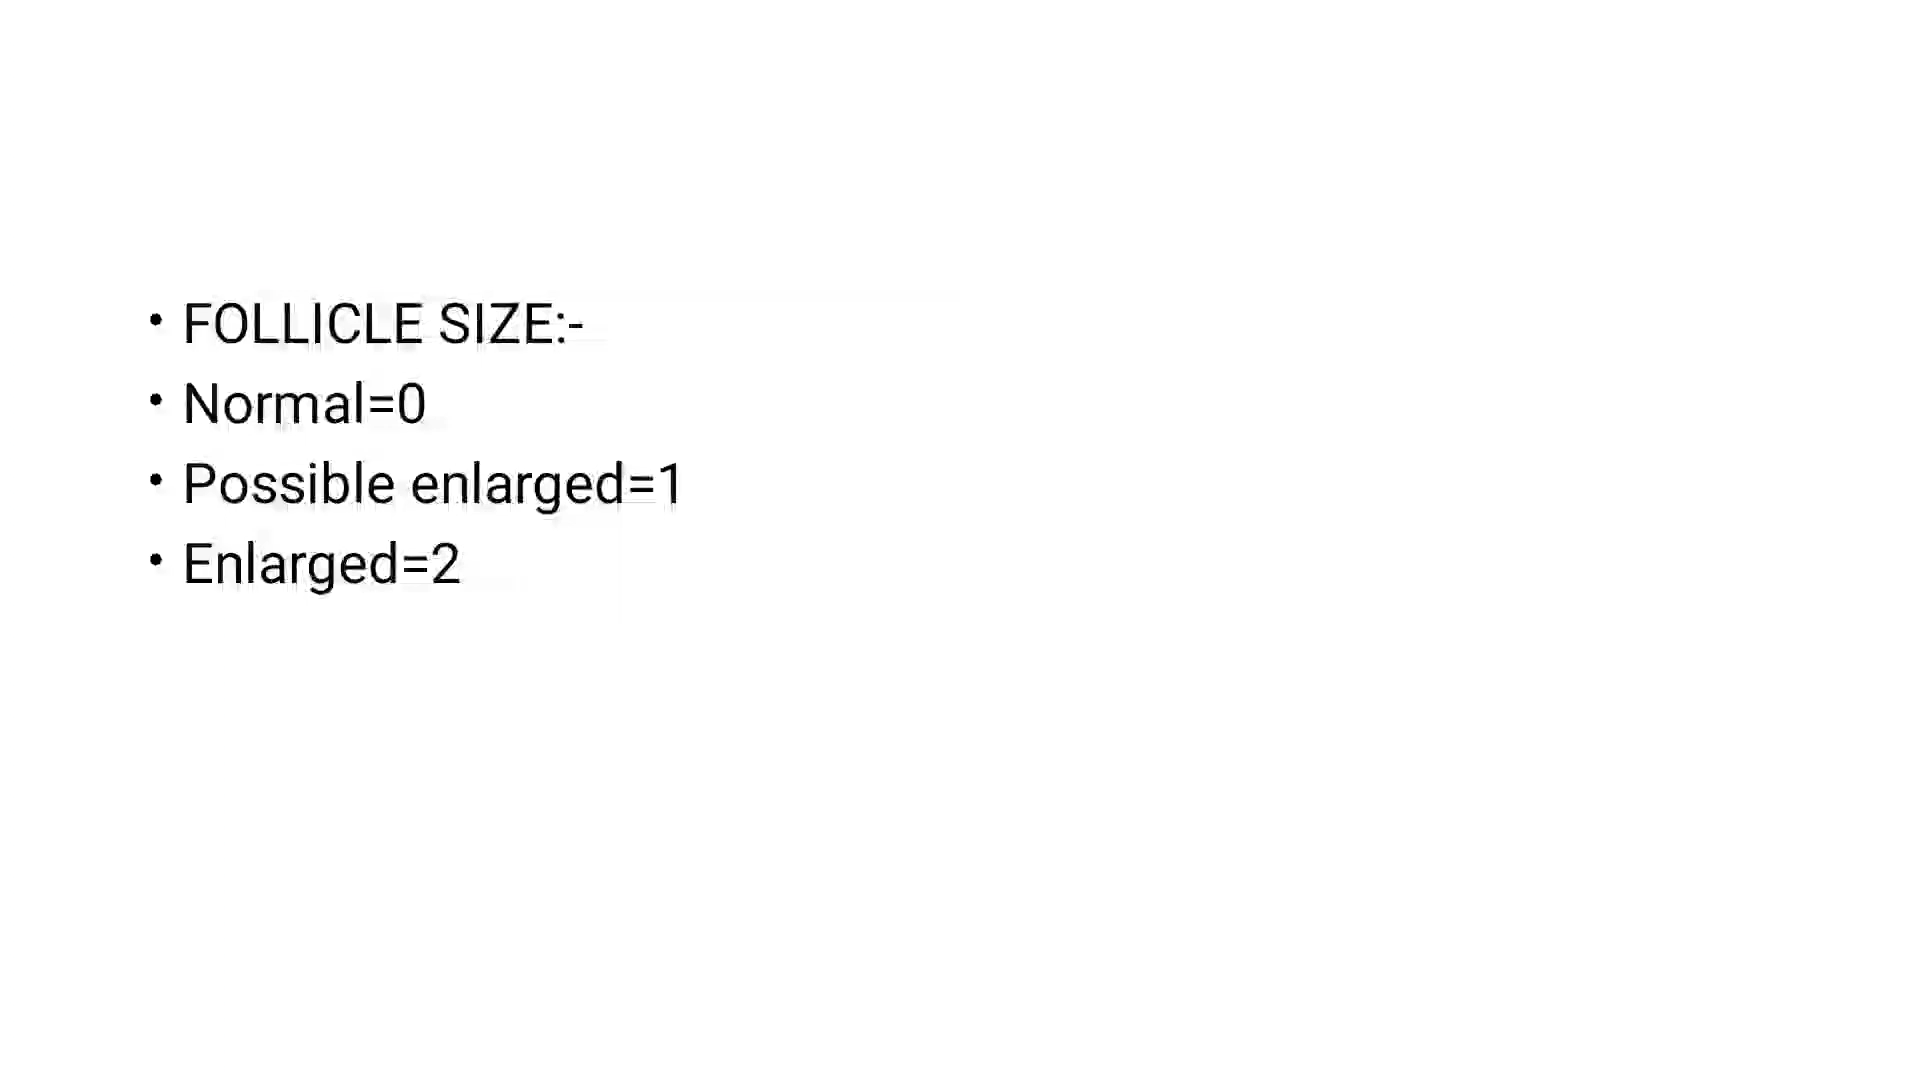 • FOLLICLE SIZE:-
• Normal=0
• Possible enlarged=1
• Enlarged=2